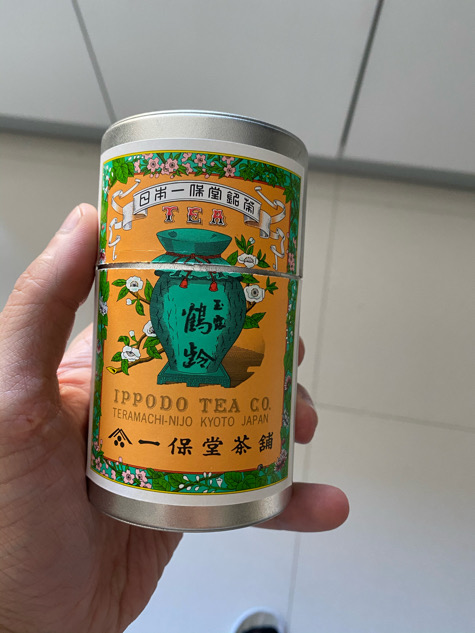 日本一保堂銘茶
TEA
玉露
鶴齢
IPPODO TEA CO.
TERAMACHI-NIJO KYOTO JAPAN
一保堂茶舖